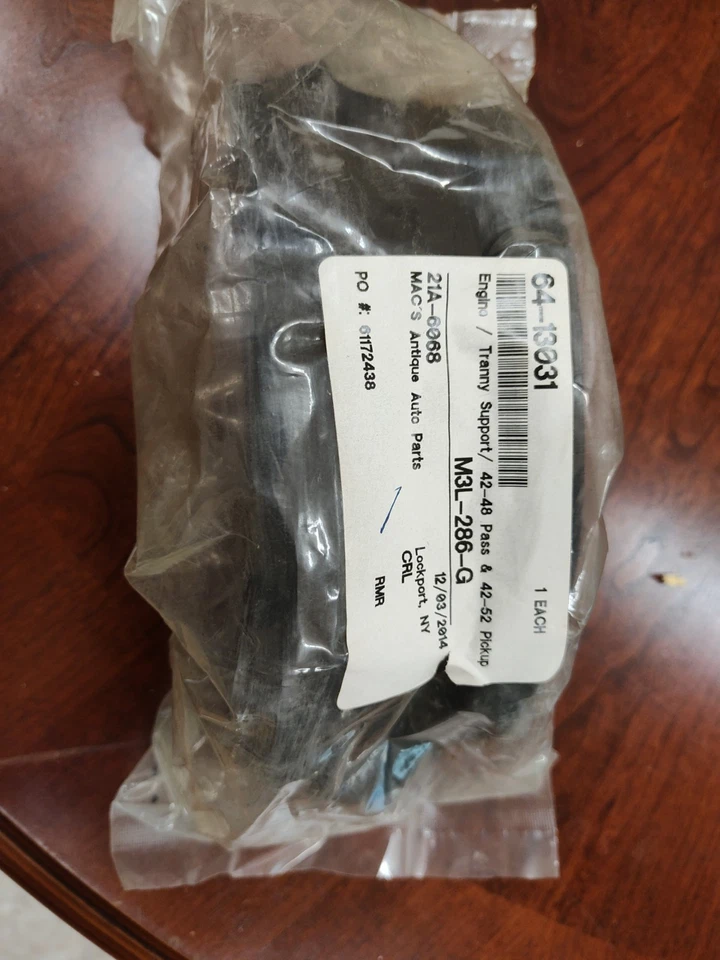 64-13031
1 EACH
Engine / Tranny Support/ 42-48 Pass & 42-52 Pickup
M3L-286-G
21A-6068
12/03/2014
MAC'S Antique Auto Parts
Lockport, NY
CRL
PO #: 61172438
RMR